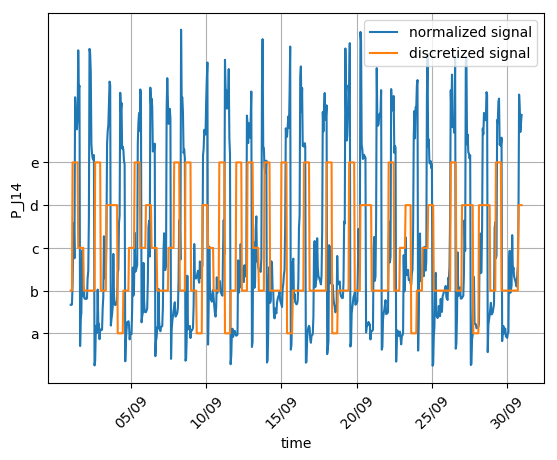 normalized signal
discretized signal
e
d
c
b
a
P_J14
05/09
10/09
15/09
20/09
25/09
30/09
time